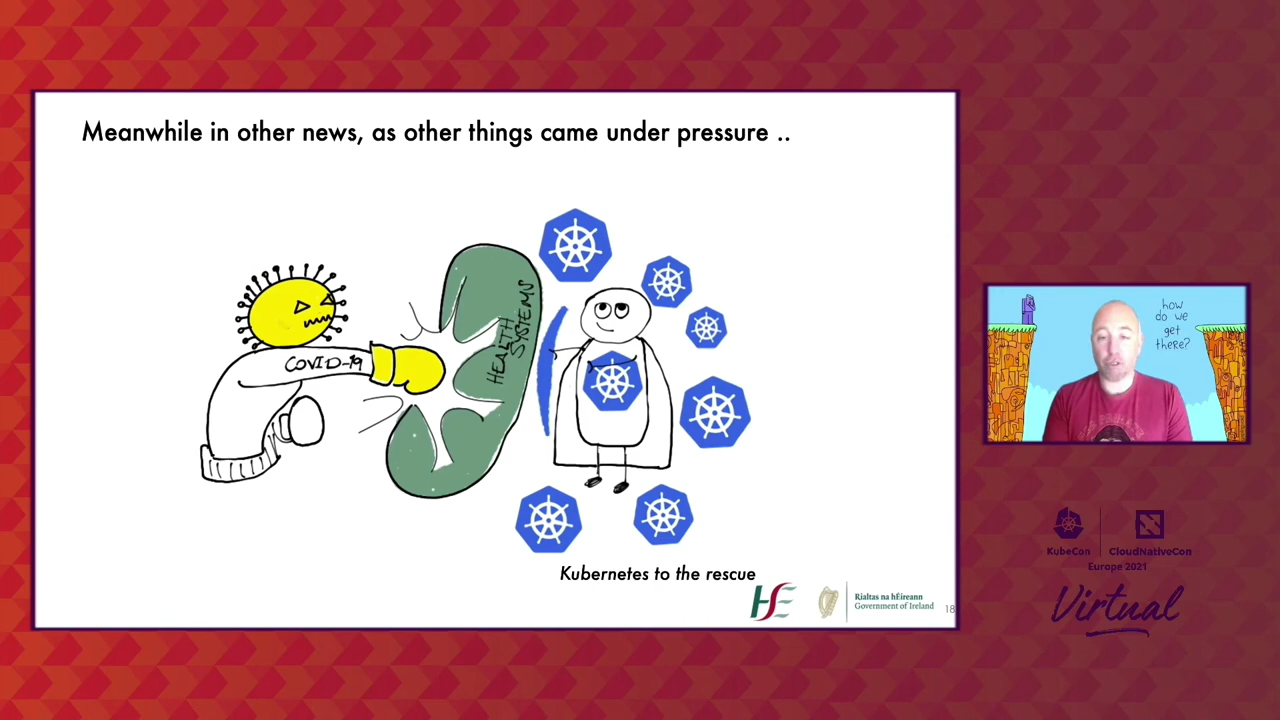 Meanwhile in other news, as other things came under pressure ..
COVID-19
HEALTH
SYSTEMS
Kubernetes to the rescue
HSE
Rialtas na hÉireann
Government of Ireland
18
how
do we
get
there?
KubeCon
CloudNativeCon
Europe 2021
Virtual